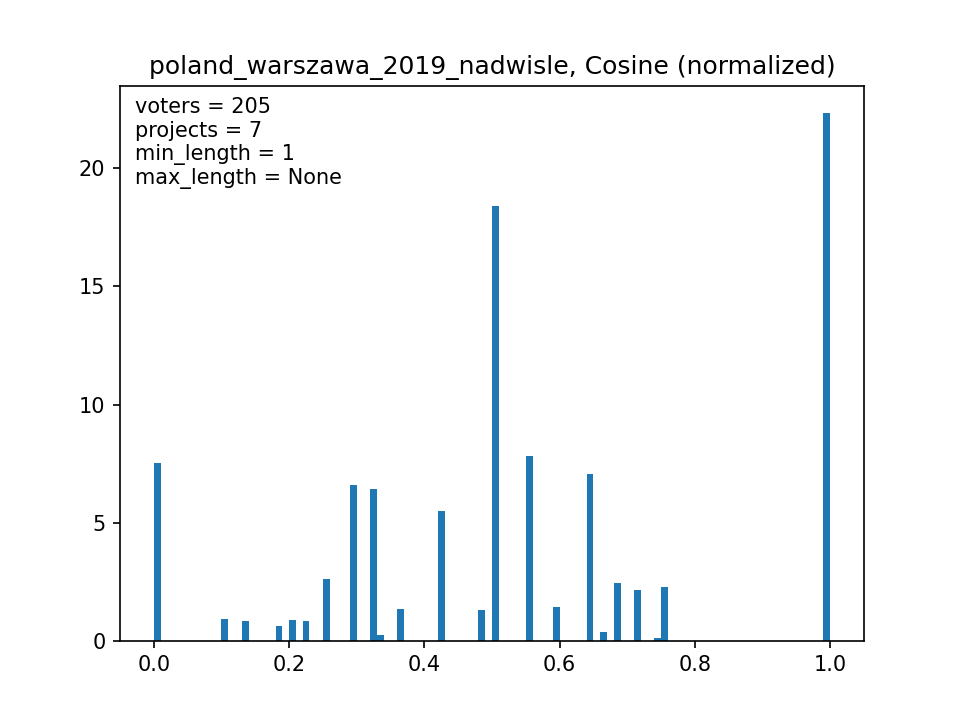 poland_warszawa_2019_nadwisle, Cosine (normalized)
voters = 205
projects = 7
min_length = 1
max_length = None
20
15
10
5
0
0.0 0.2 0.4 0.6 0.8 1.0